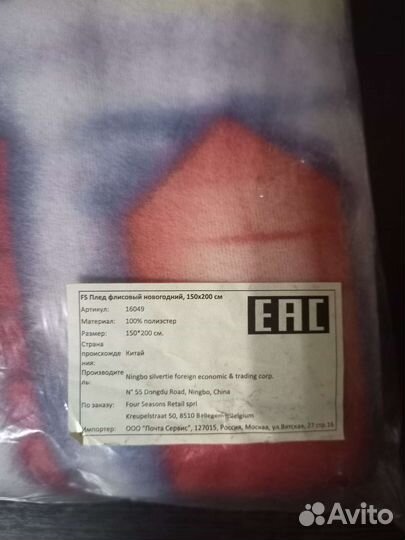 FS Плед флисовый новогодний, 150х200 см
Артикул: 16049
Материал: 100% полиэстер
Размер: 150*200 см.
Страна происхожде ния: Китай
Производите ль: Ningbo silvertie foreign economic & trading corp.
N° 55 Dongdu Road, Ningbo, China
По заказу: Four Seasons Retail sprl
Kreupelstraat 50, 8510 Bellegem-Belgium
Импортер: ООО "Почта Сервис", 127015, Россия, Москва, ул.Вятская, 27 стр.16
EAC
Avito